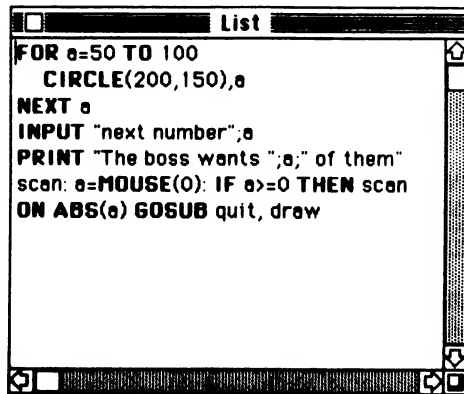 List
FOR a=50 TO 100
CIRCLE(200,150),a
NEXT a
INPUT "next number";a
PRINT "The boss wants ";a;" of them"
scan: a=MOUSE(0): IF a>=0 THEN scan
ON ABS(a) GOSUB quit, draw